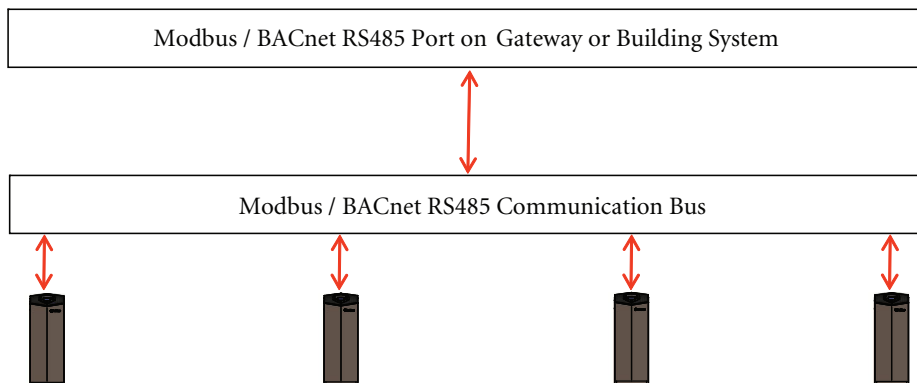 Modbus / BACnet RS485 Port on Gateway or Building System
Modbus / BACnet RS485 Communication Bus